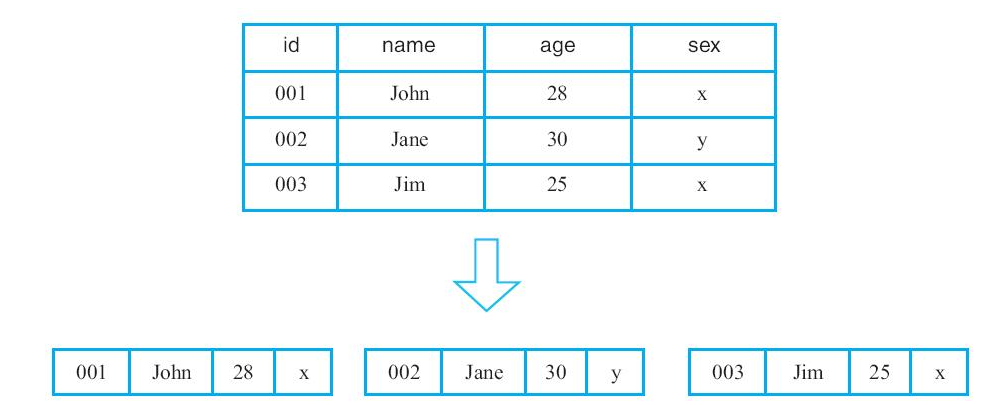 id name age sex
001 John 28 x
002 Jane 30 y
003 Jim 25 x
001 John 28 x 002 Jane 30 y 003 Jim 25 x